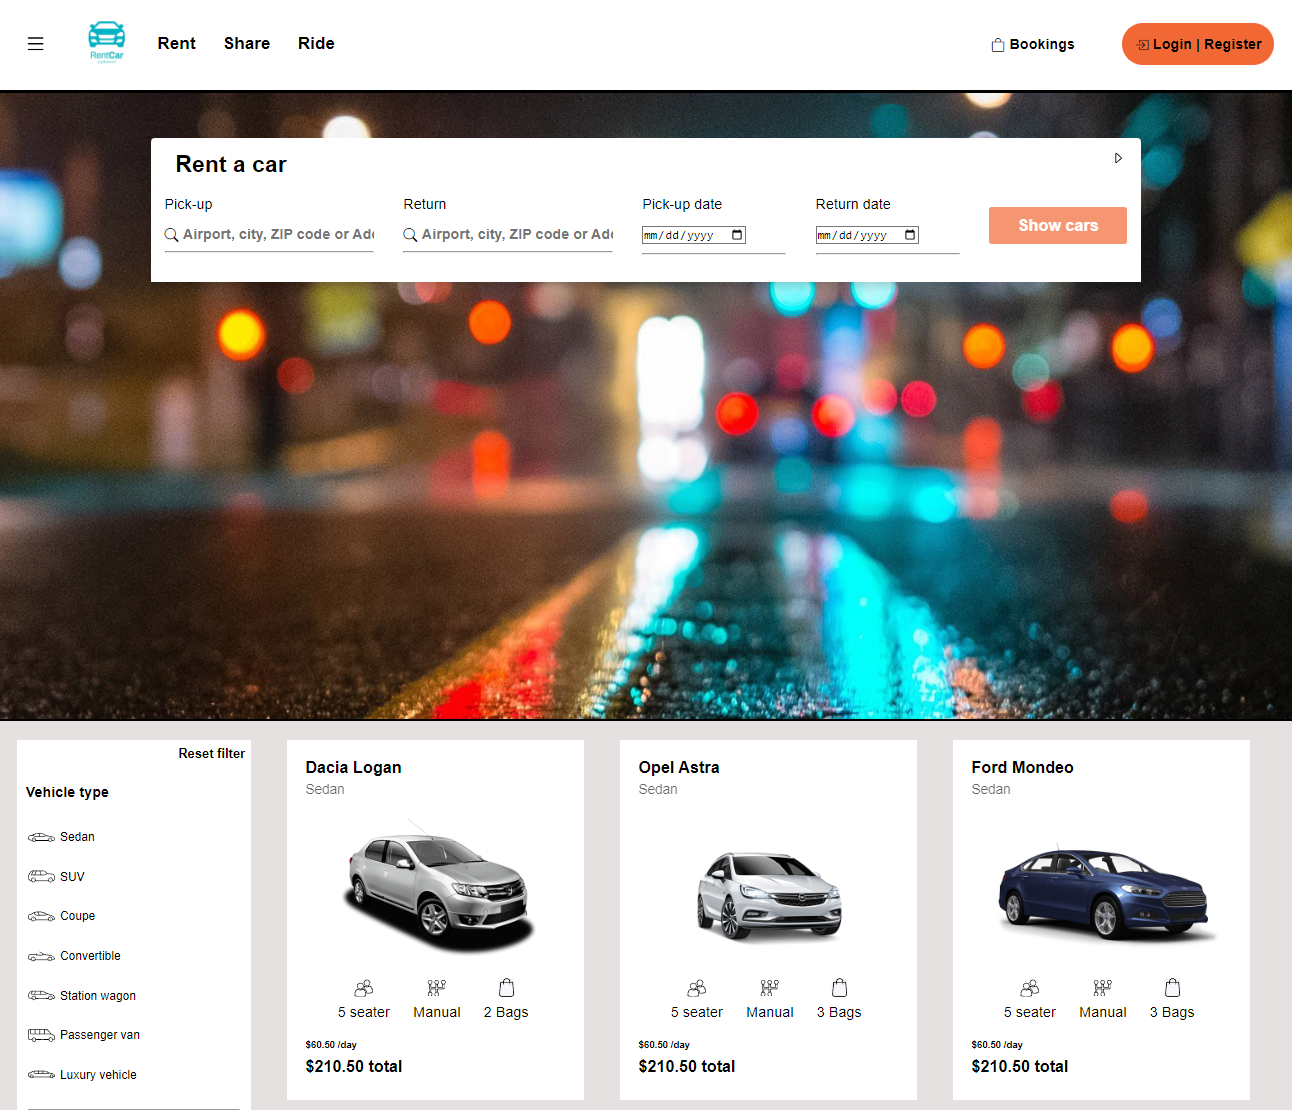 RentCar
Rent
Share
Ride
Bookings
Login | Register
Rent a car
Pick-up
Return
Pick-up date
Return date
Airport, city, ZIP code or Add
Airport, city, ZIP code or Add
mm/dd/yyyy
mm/dd/yyyy
Show cars
Reset filter
Vehicle type
Sedan
SUV
Coupe
Convertible
Station wagon
Passenger van
Luxury vehicle
Dacia Logan
Sedan
5 seater
Manual
2 Bags
$60.50 /day
$210.50 total
Opel Astra
Sedan
5 seater
Manual
3 Bags
$60.50 /day
$210.50 total
Ford Mondeo
Sedan
5 seater
Manual
3 Bags
$60.50 /day
$210.50 total